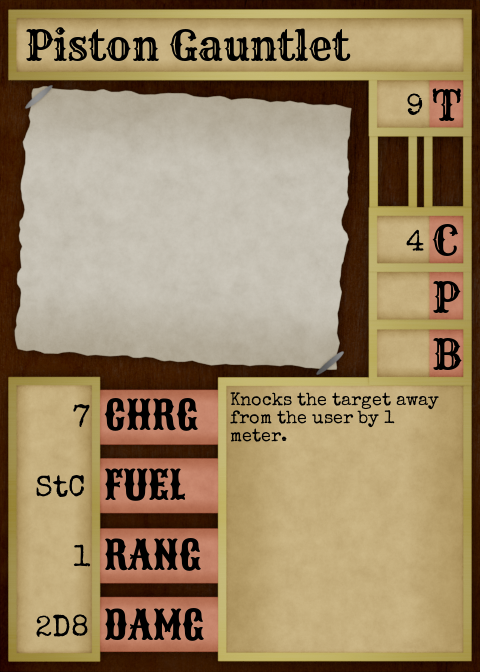 Piston Gauntlet
9 T
4 C
P
B
7 CHRG
StC FUEL
1 RANG
2D8 DAMG
Knocks the target away
from the user by 1
meter.